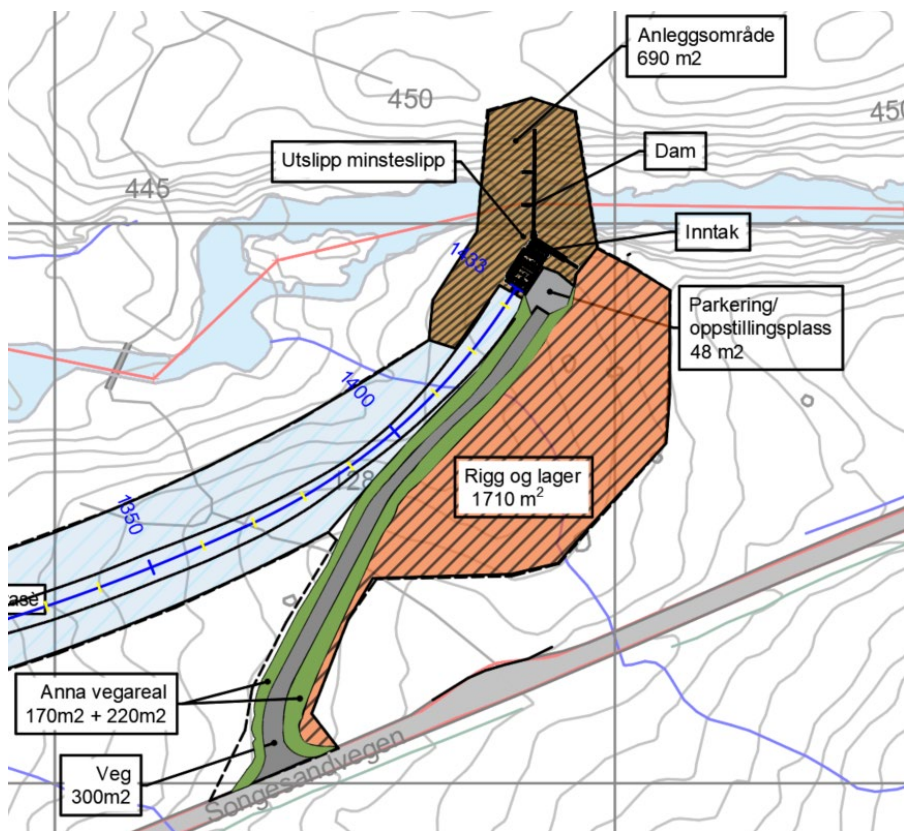 Anleggsområde
690 m2
450
450
Utslipp minsteslipp
Dam
445
Inntak
1433
Parkering/
oppstillingsplass
48 m2
1400
Rigg og lager
1710 m²
128
1350
Anna vegareal
170m2 + 220m2
Veg
300m2
Songesandvegen